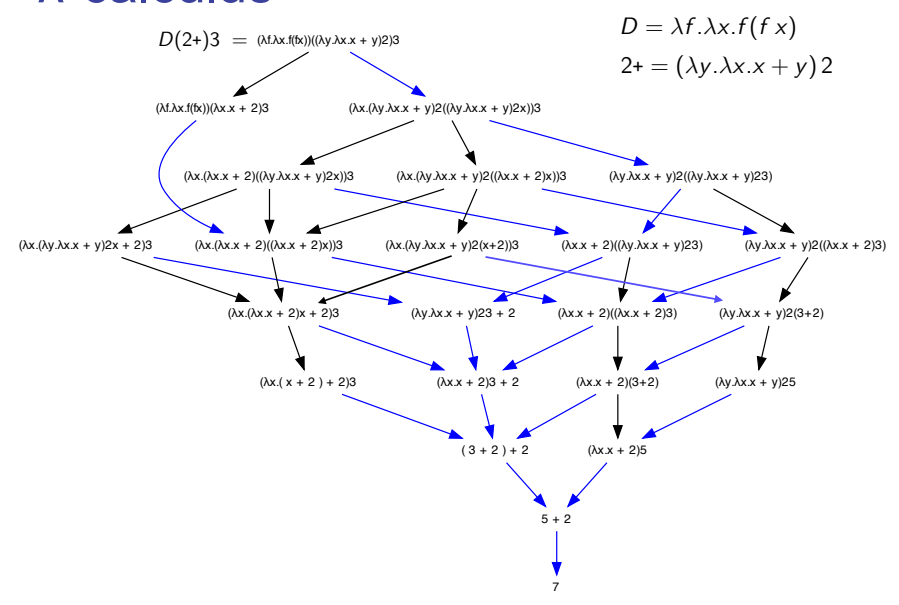 λ-calculus
D(2+)3 = (λf.λx.f(fx))((λy.λx.x + y)2)3
D = λf.λx.f(f x)
2+ = (λy.λx.x + y) 2
(λf.λx.f(fx))(λx.x + 2)3
(λx.(λy.λx.x + y)2((λy.λx.x + y)2x))3
(λx.(λx.x + 2)((λy.λx.x + y)2x))3
(λx.(λy.λx.x + y)2((λx.x + 2)x))3
(λy.λx.x + y)2((λy.λx.x + y)23)
(λx.(λy.λx.x + y)2x + 2)3
(λx.(λx.x + 2)((λx.x + 2)x))3
(λx.(λy.λx.x + y)2(x+2))3
(λx.x + 2)((λy.λx.x + y)23)
(λy.λx.x + y)2((λx.x + 2)3)
(λx.(λx.x + 2)x + 2)3
(λy.λx.x + y)23 + 2
(λx.x + 2)((λx.x + 2)3)
(λy.λx.x + y)2(3+2)
(λx.( x + 2 ) + 2)3
(λx.x + 2)3 + 2
(λx.x + 2)(3+2)
(λy.λx.x + y)25
( 3 + 2 ) + 2
(λx.x + 2)5
5 + 2
7